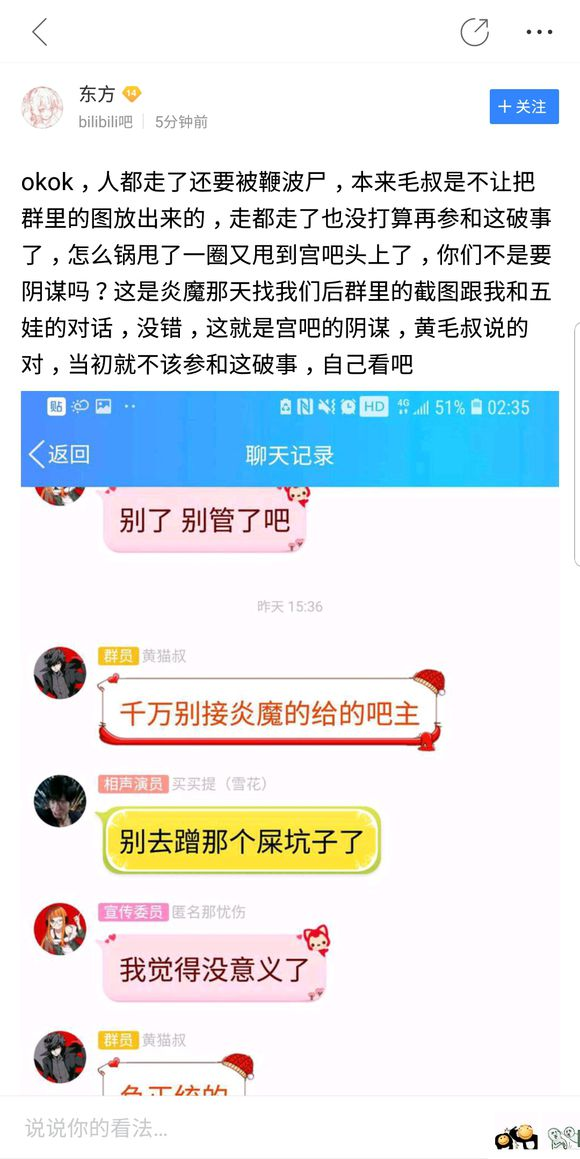 东方 14
bilibili吧 5分钟前
+ 关注
okok，人都走了还要被鞭波尸，本来毛叔是不让把
群里的图放出来的，走都走了也没打算再参和这破事
了，怎么锅甩了一圈又甩到宫吧头上了，你们不是要
阴谋吗？这是炎魔那天找我们后群里的截图跟我和五
娃的对话，没错，这就是宫吧的阴谋，黄毛叔说的
对，当初就不该参和这破事，自己看吧
贴 HD 4G 51% 02:35
返回 聊天记录
别了 别管了吧
昨天 15:36
群员 黄猫叔
千万别接炎魔的给的吧主
相声演员 买买提（雪花）
别去蹭那个屎坑子了
宣传委员 匿名那忧伤
我觉得没意义了
群员 黄猫叔
说说你的看法...